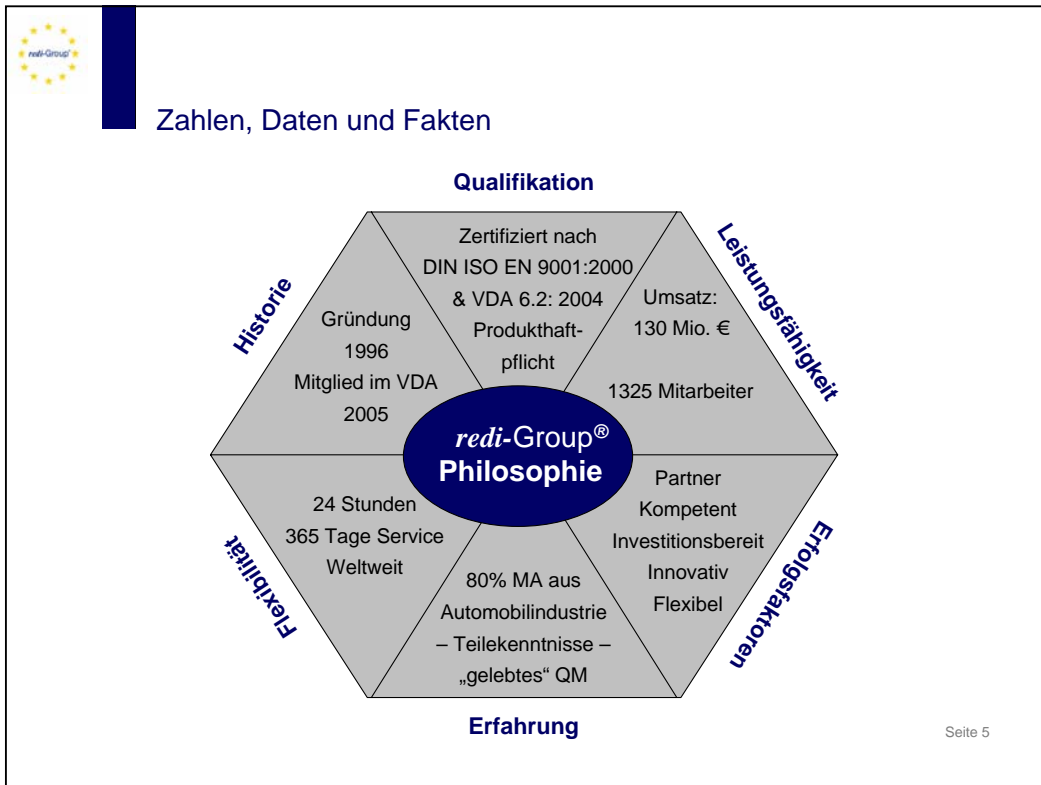 redi-Group®
Zahlen, Daten und Fakten
Qualifikation
Zertifiziert nach
DIN ISO EN 9001:2000
& VDA 6.2: 2004
Produkthaft-
pflicht
Leistungsfähigkeit
Umsatz:
130 Mio. €
1325 Mitarbeiter
Historie
Gründung
1996
Mitglied im VDA
2005
redi-Group®
Philosophie
Flexibilität
24 Stunden
365 Tage Service
Weltweit
80% MA aus
Automobilindustrie
– Teilekenntnisse –
„gelebtes“ QM
Erfahrung
Partner
Kompetent
Investitionsbereit
Innovativ
Flexibel
Erfolgsfaktoren
Seite 5